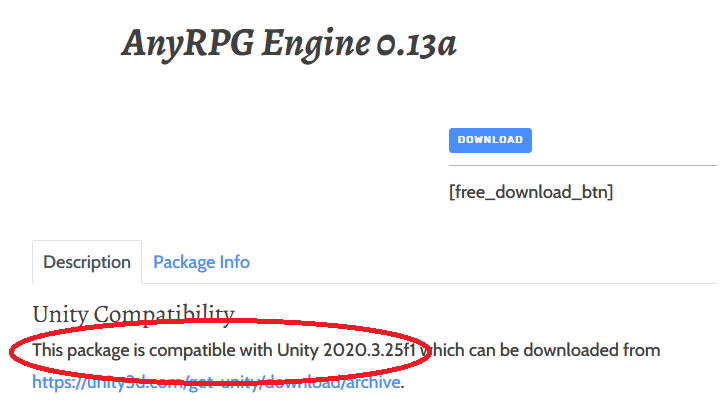 AnyRPG Engine 0.13a
DOWNLOAD
[free_download_btn]
Description
Package Info
Unity Compatibility
This package is compatible with Unity 2020.3.25f1 which can be downloaded from
https://unity3d.com/get-unity/download/archive.